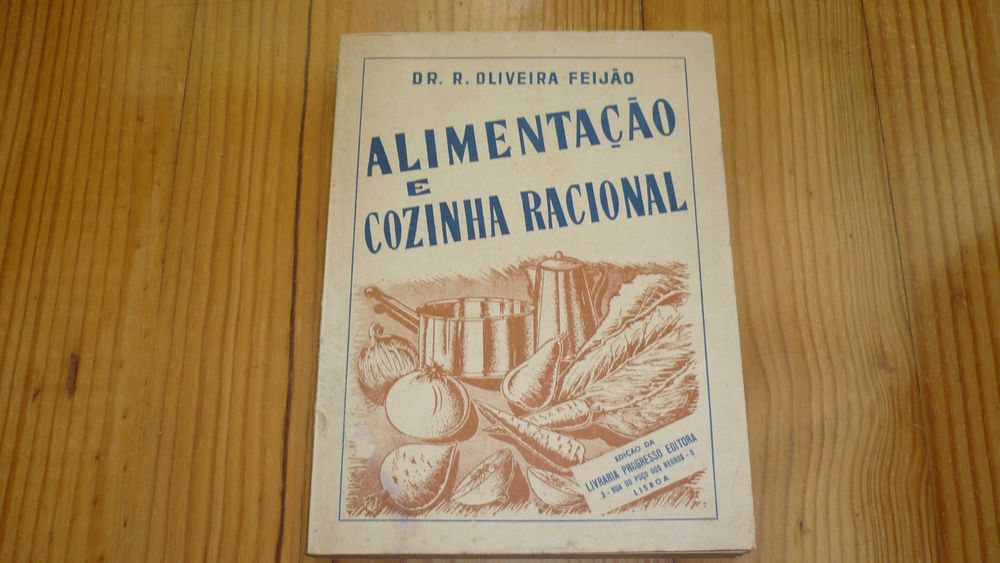 DR. R. OLIVEIRA FEIJÃO
ALIMENTAÇÃO
E
COZINHA RACIONAL
EDIÇÃO DA
LIVRARIA PROGRESSO EDITORA
3 - RUA DO POÇO DOS NEGROS - 5
LISBOA